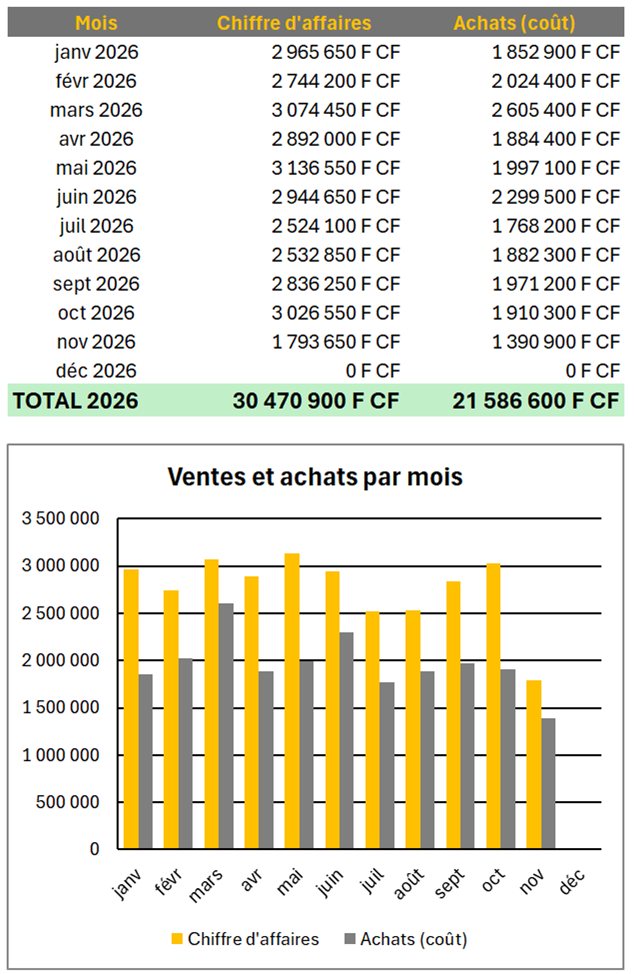 Mois Chiffre d'affaires Achats (coût)
janv 2026 2 965 650 F CF 1 852 900 F CF
févr 2026 2 744 200 F CF 2 024 400 F CF
mars 2026 3 074 450 F CF 2 605 400 F CF
avr 2026 2 892 000 F CF 1 884 400 F CF
mai 2026 3 136 550 F CF 1 997 100 F CF
juin 2026 2 944 650 F CF 2 299 500 F CF
juil 2026 2 524 100 F CF 1 768 200 F CF
août 2026 2 532 850 F CF 1 882 300 F CF
sept 2026 2 836 250 F CF 1 971 200 F CF
oct 2026 3 026 550 F CF 1 910 300 F CF
nov 2026 1 793 650 F CF 1 390 900 F CF
déc 2026 0 F CF 0 F CF
TOTAL 2026 30 470 900 F CF 21 586 600 F CF
Ventes et achats par mois
3 500 000
3 000 000
2 500 000
2 000 000
1 500 000
1 000 000
500 000
0
janv févr mars avr mai juin juil août sept oct nov déc
Chiffre d'affaires Achats (coût)